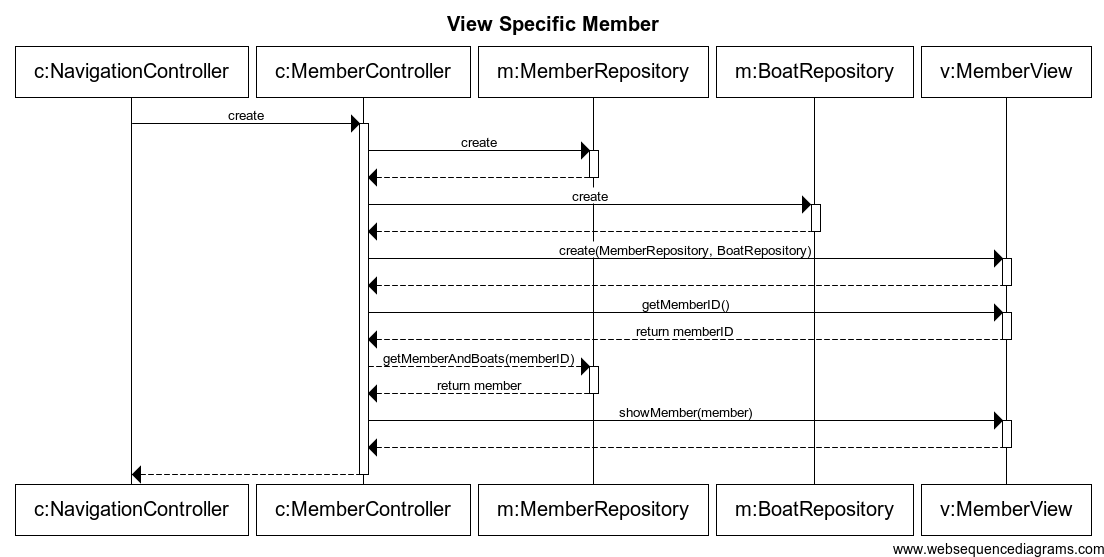 View Specific Member
c:NavigationController c:MemberController m:MemberRepository m:BoatRepository v:MemberView
create
create
create
create(MemberRepository, BoatRepository)
getMemberID()
return memberID
getMemberAndBoats(memberID)
return member
showMember(member)
c:NavigationController c:MemberController m:MemberRepository m:BoatRepository v:MemberView
www.websequencediagrams.com